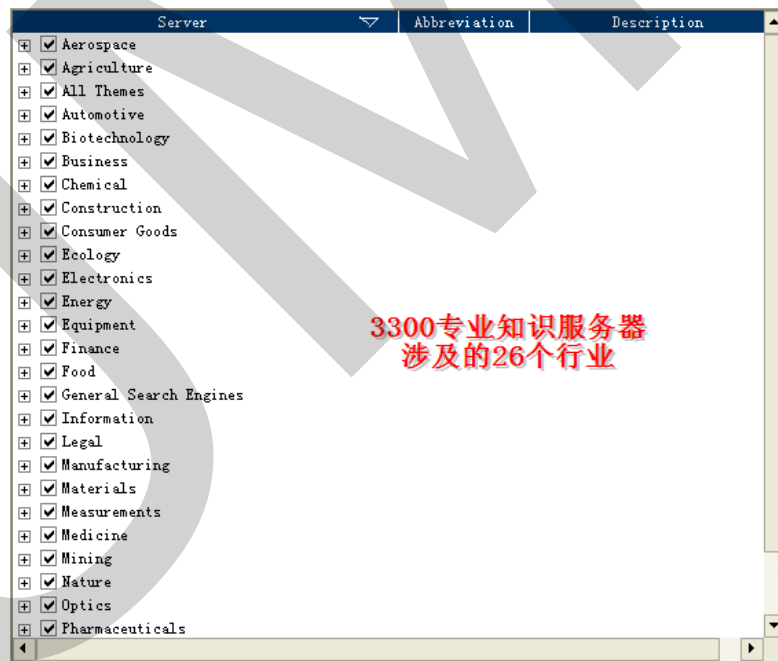 Server Abbreviation Description
Aerospace
Agriculture
All Themes
Automotive
Biotechnology
Business
Chemical
Construction
Consumer Goods
Ecology
Electronics
Energy
Equipment
3300专业知识服务器
Finance
涉及的26个行业
Food
General Search Engines
Information
Legal
Manufacturing
Materials
Measurements
Medicine
Mining
Nature
Optics
Pharmaceuticals